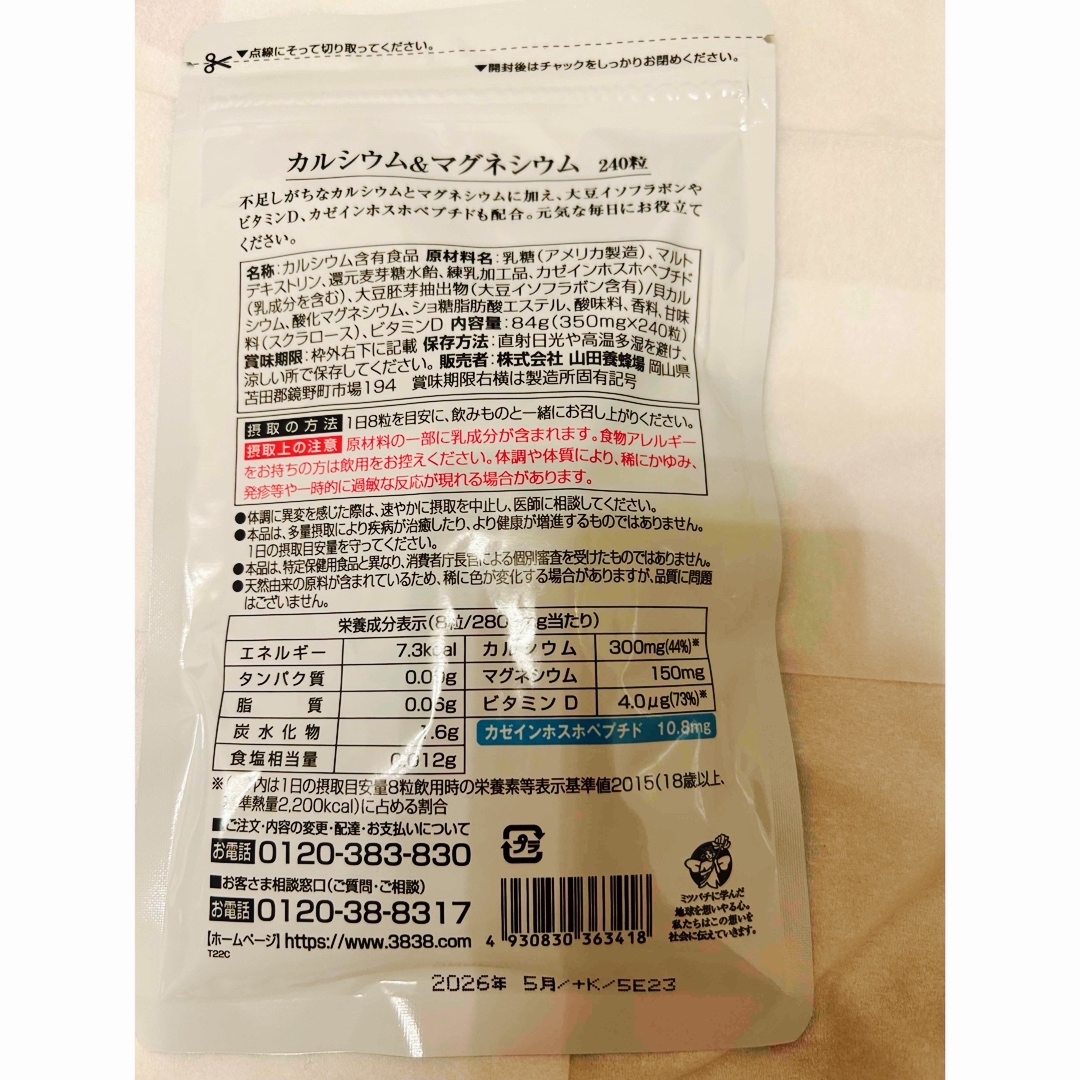 ▼点線にそって切り取ってください。
▼開封後はチャックをしっかりお閉めください。
カルシウム&マグネシウム 240粒
不足しがちなカルシウムとマグネシウムに加え、大豆イソフラボンや
ビタミンD、カゼインホスホペプチドも配合。元気な毎日にお役立て
ください。
名称:カルシウム含有食品 原材料名:乳糖(アメリカ製造)、マルト
デキストリン、還元麦芽糖水飴、練乳加工品、カゼインホスホペプチド
(乳成分を含む)、大豆胚芽抽出物(大豆イソフラボン含有)/貝カル
シウム、酸化マグネシウム、ショ糖脂肪酸エステル、酸味料、香料、甘味
料(スクラロース)、ビタミンD 内容量:84g(350mg×240粒)
賞味期限:枠外右下に記載 保存方法:直射日光や高温多湿を避け、
涼しい所で保存してください。販売者:株式会社 山田養蜂場 岡山県
苫田郡鏡野町市場194 賞味期限右横は製造所固有記号
摂取の方法 1日8粒を目安に、飲みものと一緒にお召し上がりください。
摂取上の注意 原材料の一部に乳成分が含まれます。食物アレルギー
をお持ちの方は飲用をお控えください。体調や体質により、稀にかゆみ、
発疹等や一時的に過敏な反応が現れる場合があります。
●体調に異変を感じた際は、速やかに摂取を中止し、医師に相談してください。
●本品は、多量摂取により疾病が治癒したり、より健康が増進するものではありません。
1日の摂取目安量を守ってください。
●本品は、特定保健用食品と異なり、消費者庁長官による個別審査を受けたものではありません。
●天然由来の原料が含まれているため、稀に色が変化する場合がありますが、品質に問題
はございません。
栄養成分表示(8粒/280 g当たり)
エネルギー 7.3kcal カルシウム 300mg(44%)※
タンパク質 マグネシウム 150mg
脂質 0.06g ビタミンD 4.0μg(73%)※
炭水化物 .6g カゼインホスホペプチド 10.8mg
食塩相当量 0.012g
※( )内は1日の摂取目安量8粒飲用時の栄養素等表示基準値2015(18歳以上、
準熱量2,200kcal)に占める割合
■ご注文・内容の変更・配達・お支払いについて
お電話 0120-383-830
■お客さま相談窓口(ご質問・ご相談)
お電話 0120-38-8317
【ホームページ】https://www.3838.com
T22C
プラ
4 930830 363418
ミツバチに学んだ
地球を想いやる心。
私たちはこの想いを
社会に伝えていきます。
2026年 5月/+K/5E23